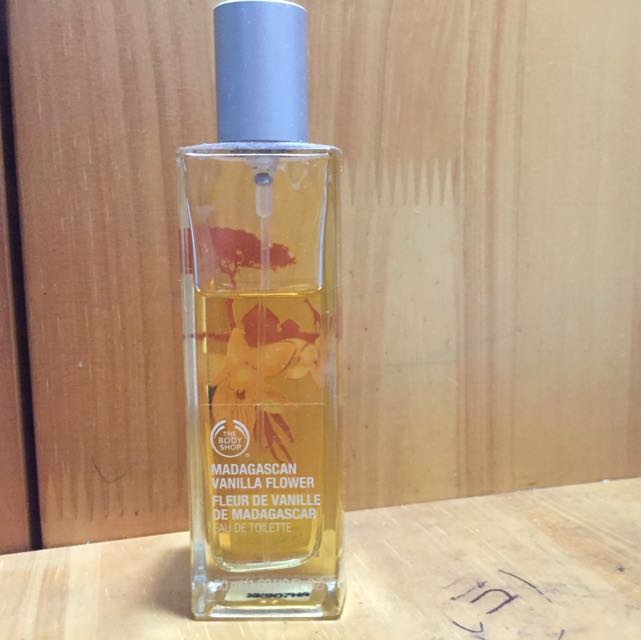 THE
BODY
SHOP
MADAGASCAN
VANILLA FLOWER
FLEUR DE VANILLE
DE MADAGASCAR
EAU DE TOILETTE